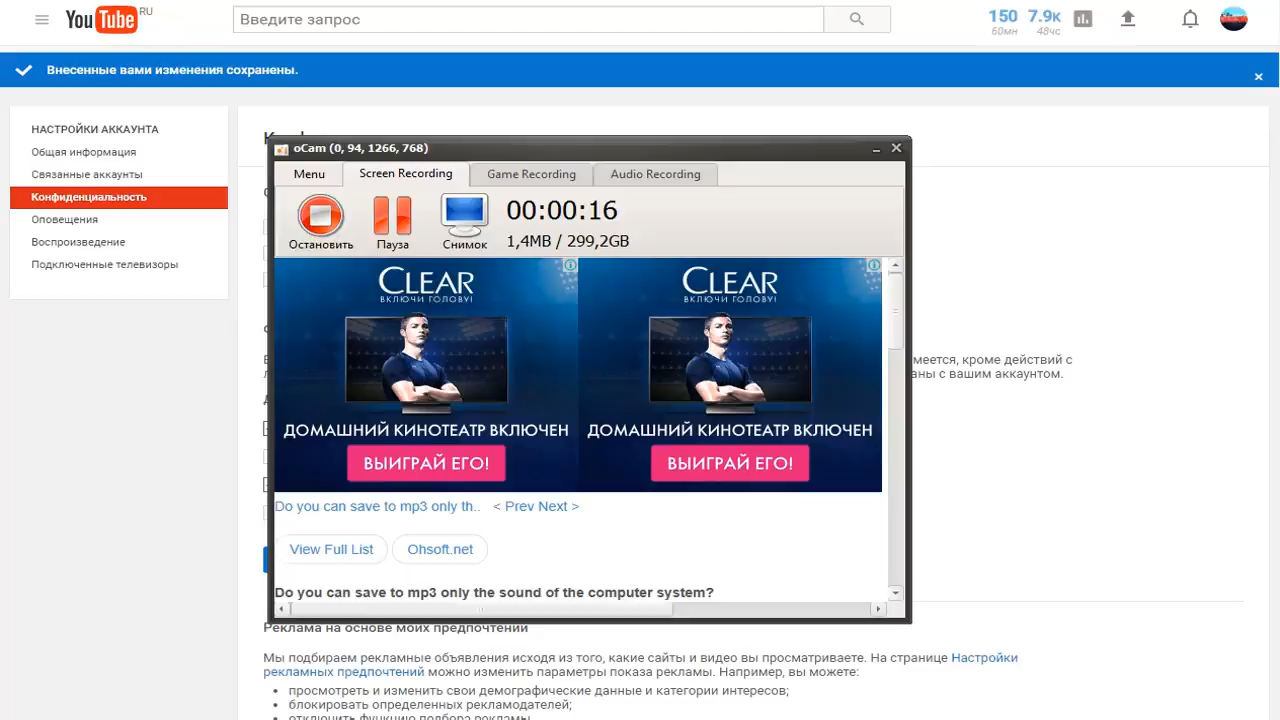 YouTube RU
Введите запрос
150 7.9к
60мн 48чс
Внесенные вами изменения сохранены.
НАСТРОЙКИ АККАУНТА
Общая информация
Связанные аккаунты
Конфиденциальность
Оповещения
Воспроизведение
Подключенные телевизоры
oCam (0, 94, 1266, 768)
Menu Screen Recording Game Recording Audio Recording
00:00:16
Остановить Пауза Снимок 1,4MB / 299,2GB
CLEAR CLEAR
ВКЛЮЧИ ГОЛОВУ! ВКЛЮЧИ ГОЛОВУ!
ДОМАШНИЙ КИНОТЕАТР ВКЛЮЧЕН ДОМАШНИЙ КИНОТЕАТР ВКЛЮЧЕН
ВЫИГРАЙ ЕГО! ВЫИГРАЙ ЕГО!
меется, кроме действий с
аны с вашим аккаунтом.
Do you can save to mp3 only th.. < Prev Next >
View Full List Ohsoft.net
Do you can save to mp3 only the sound of the computer system?
Реклама на основе моих предпочтений
Мы подбираем рекламные объявления исходя из того, какие сайты и видео вы просматриваете. На странице Настройки
рекламных предпочтений можно изменить параметры показа рекламы. Например, вы можете:
• просмотреть и изменить свои демографические данные и категории интересов;
• блокировать определенных рекламодателей;
• отключить функцию подбора рекламы.